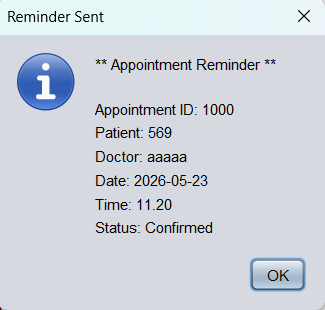 Reminder Sent
** Appointment Reminder **
Appointment ID: 1000
Patient: 569
Doctor: aaaaa
Date: 2026-05-23
Time: 11.20
Status: Confirmed
OK